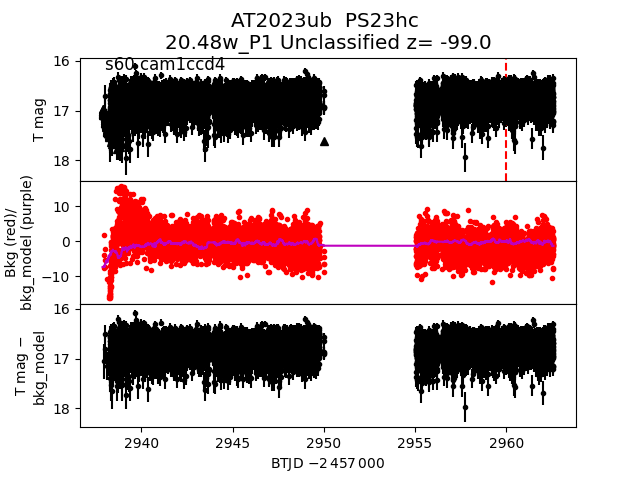 AT2023ub PS23hc
20.48w_P1 Unclassified z= -99.0
s60 cam1ccd4
16
17
18
T mag
10
0
−10
Bkg (red)/
bkg_model (purple)
16
17
18
T mag −
bkg_model
2940 2945 2950 2955 2960
BTJD −2 457 000